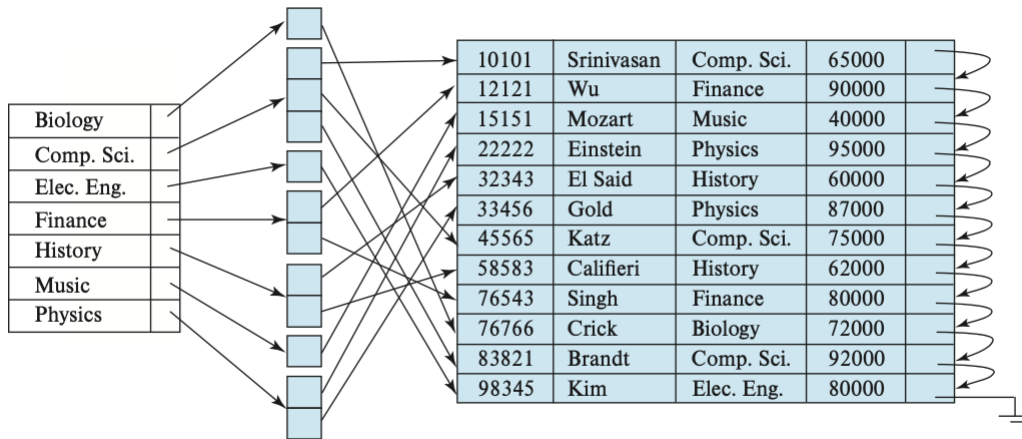 Biology
Comp. Sci.
Elec. Eng.
Finance
History
Music
Physics
10101 Srinivasan Comp. Sci. 65000
12121 Wu Finance 90000
15151 Mozart Music 40000
22222 Einstein Physics 95000
32343 El Said History 60000
33456 Gold Physics 87000
45565 Katz Comp. Sci. 75000
58583 Califieri History 62000
76543 Singh Finance 80000
76766 Crick Biology 72000
83821 Brandt Comp. Sci. 92000
98345 Kim Elec. Eng. 80000